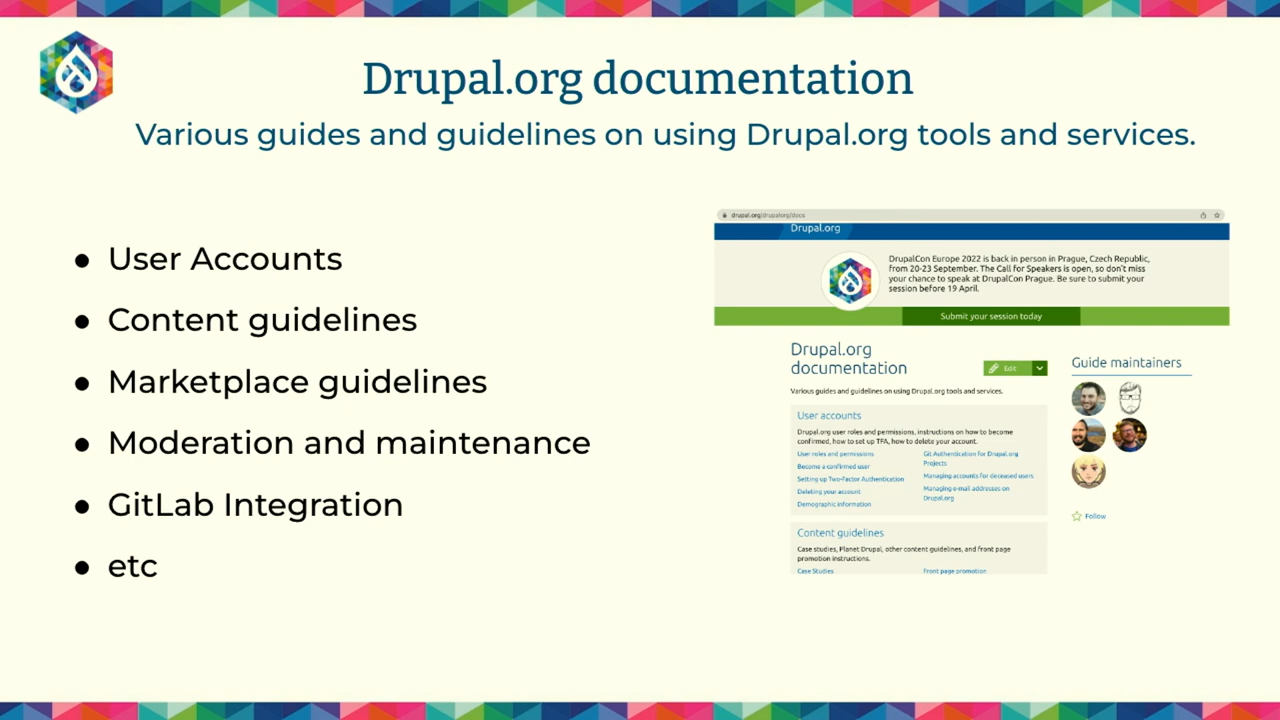 Drupal.org documentation
Various guides and guidelines on using Drupal.org tools and services.
● User Accounts
● Content guidelines
● Marketplace guidelines
● Moderation and maintenance
● GitLab Integration
● etc
drupal.org/drupalorg/docs
Drupal.org
DrupalCon Europe 2022 is back in person in Prague, Czech Republic,
from 20-23 September. The Call for Speakers is open, so don't miss
your chance to speak at DrupalCon Prague. Be sure to submit your
session before 19 April.
Submit your session today
Drupal.org
documentation
Edit
Various guides and guidelines on using Drupal.org tools and services.
User accounts
Drupal.org user roles and permissions, instructions on how to become
confirmed, how to set up TFA, how to delete your account.
User roles and permissions
Become a confirmed user
Setting up Two-Factor Authentication
Deleting your account
Demographic information
Git Authentication for Drupal.org
Projects
Managing accounts for deceased users
Managing e-mail addresses on
Drupal.org
Content guidelines
Case studies, Planet Drupal, other content guidelines, and front page
promotion instructions.
Case Studies
Front page promotion
Guide maintainers
Follow